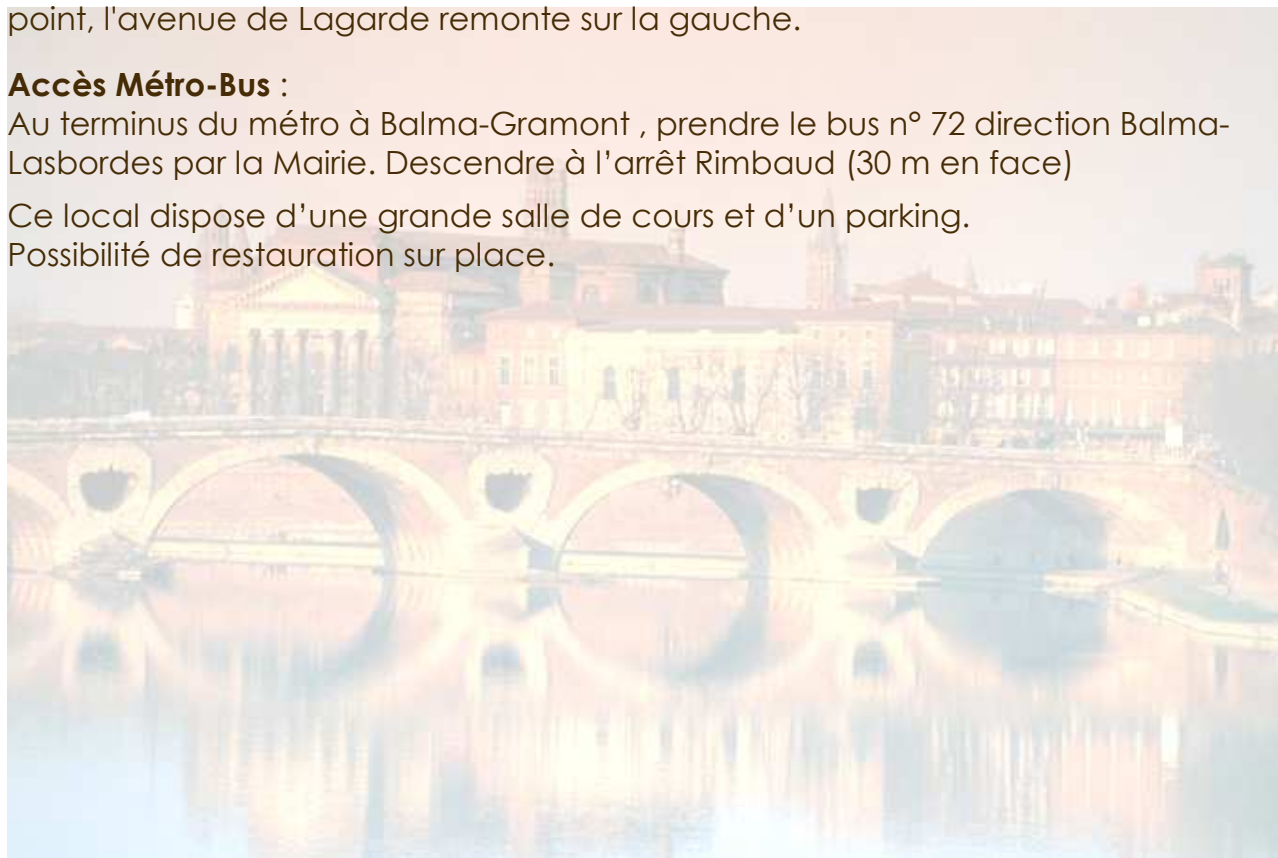 point, l'avenue de Lagarde remonte sur la gauche.
Accès Métro-Bus :
Au terminus du métro à Balma-Gramont , prendre le bus n° 72 direction Balma-
Lasbordes par la Mairie. Descendre à l’arrêt Rimbaud (30 m en face)
Ce local dispose d’une grande salle de cours et d’un parking.
Possibilité de restauration sur place.